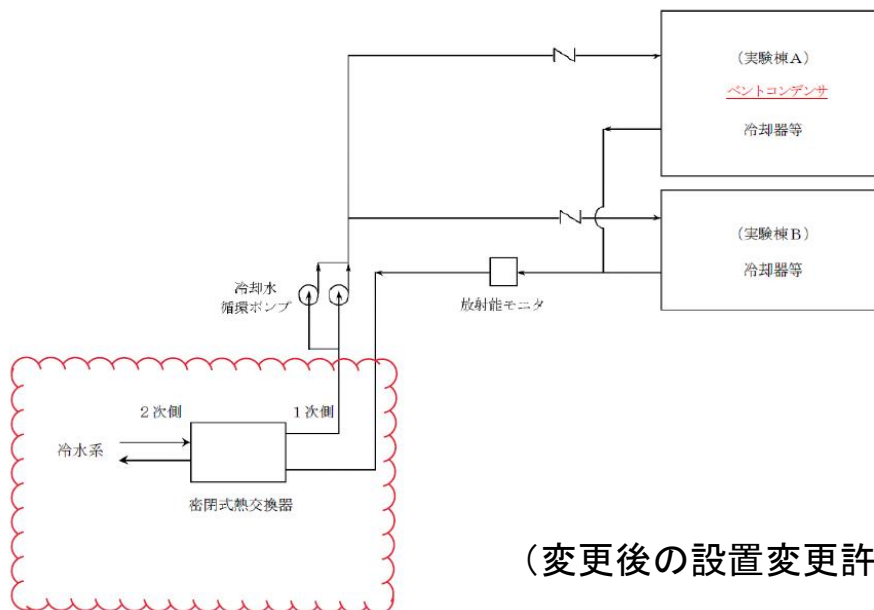 (実験棟A)
ベントコンデンサ
冷却器等
(実験棟B)
冷却器等
冷却水
循環ポンプ
放射能モニタ
2次側
1次側
冷水系
密閉式熱交換器
(変更後の設置変更許